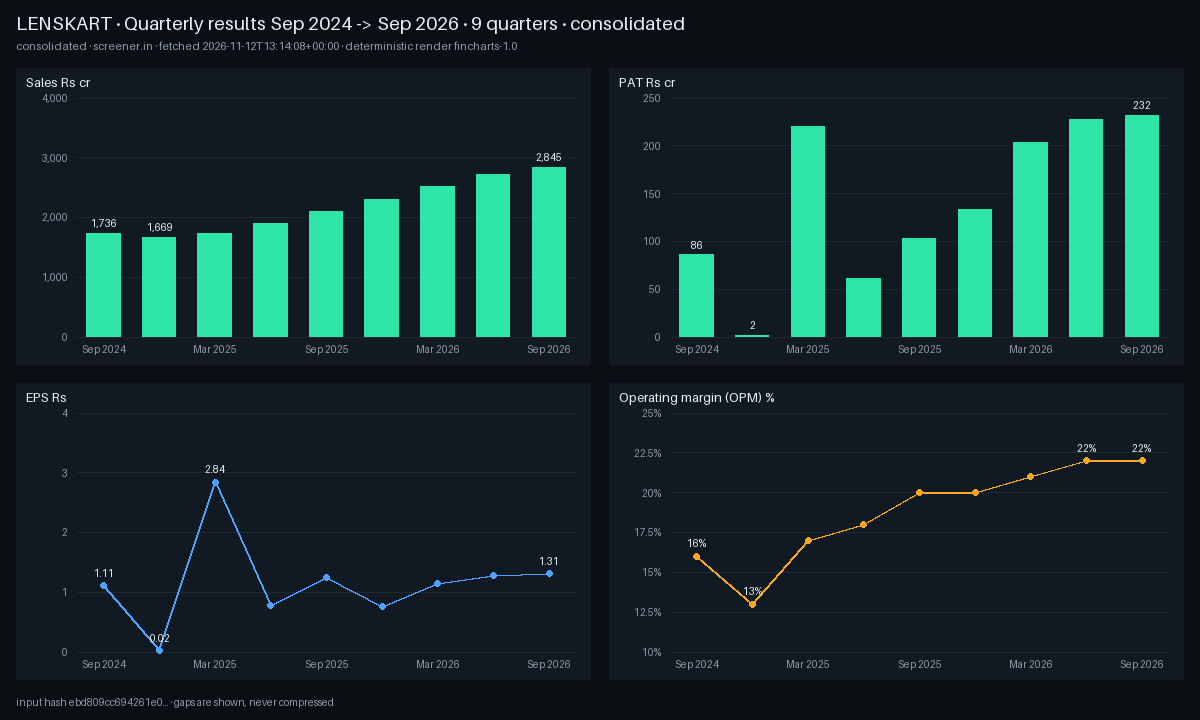 LENSKART · Quarterly results Sep 2024 -> Sep 2026 · 9 quarters · consolidated
consolidated · screener.in · fetched 2026-11-12T13:14:08+00:00 · deterministic render fincharts-1.0
Sales Rs cr
4,000
3,000
2,000
1,000
0
1,736
1,669
2,845
Sep 2024
Mar 2025
Sep 2025
Mar 2026
Sep 2026
PAT Rs cr
250
200
150
100
50
0
86
2
232
Sep 2024
Mar 2025
Sep 2025
Mar 2026
Sep 2026
EPS Rs
4
3
2
1
0
1.11
0.02
2.84
1.31
Sep 2024
Mar 2025
Sep 2025
Mar 2026
Sep 2026
Operating margin (OPM) %
25%
22.5%
20%
17.5%
15%
12.5%
10%
16%
13%
22%
22%
Sep 2024
Mar 2025
Sep 2025
Mar 2026
Sep 2026
input hash ebd809cc694261e0… · gaps are shown, never compressed